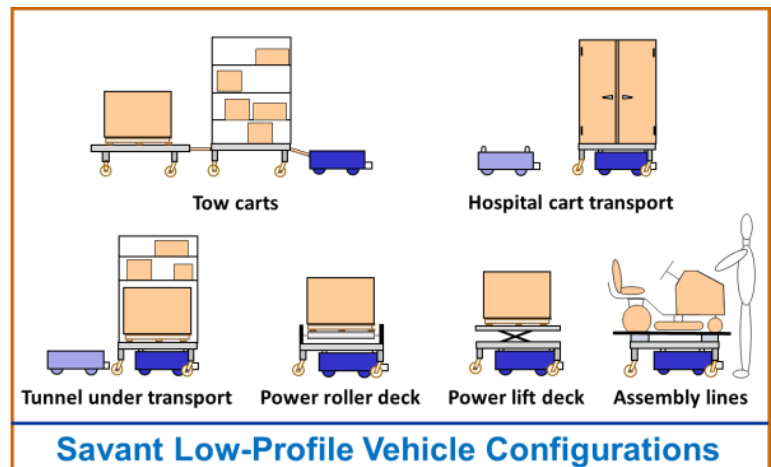 Tow carts
Hospital cart transport
Tunnel under transport
Power roller deck
Power lift deck
Assembly lines
Savant Low-Profile Vehicle Configurations